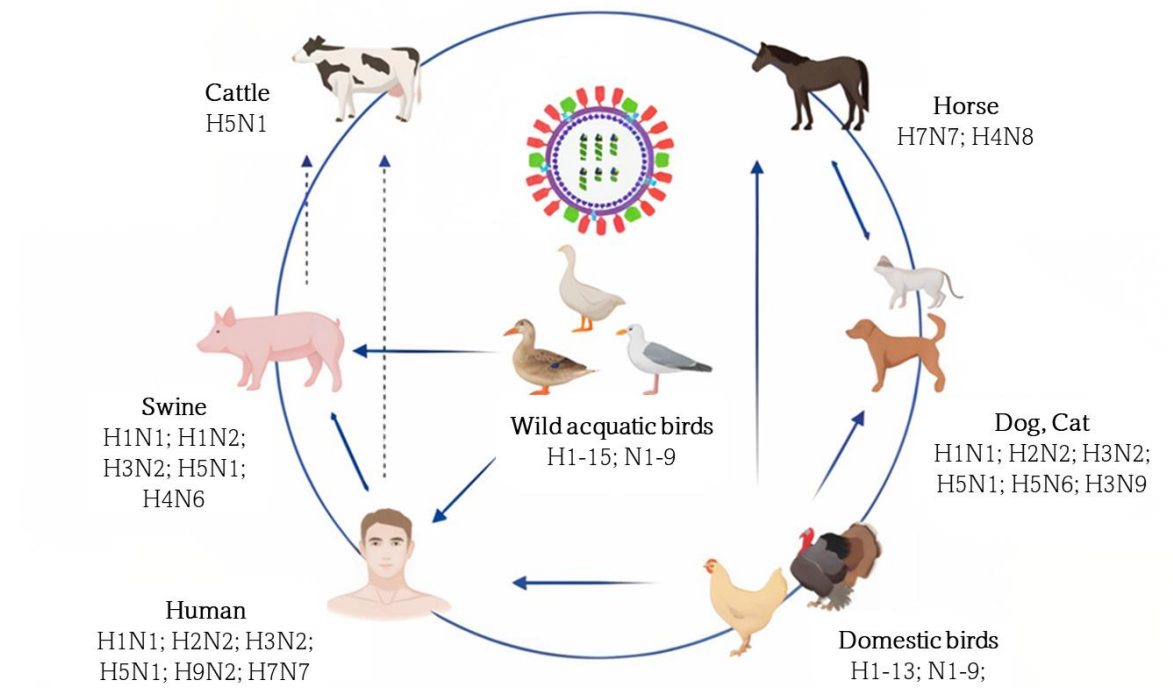 Cattle
H5N1
Horse
H7N7; H4N8
Swine
H1N1; H1N2;
H3N2; H5N1;
H4N6
Wild acquatic birds
H1-15; N1-9
Dog, Cat
H1N1; H2N2; H3N2;
H5N1; H5N6; H3N9
Human
H1N1; H2N2; H3N2;
H5N1; H9N2; H7N7
Domestic birds
H1-13; N1-9;